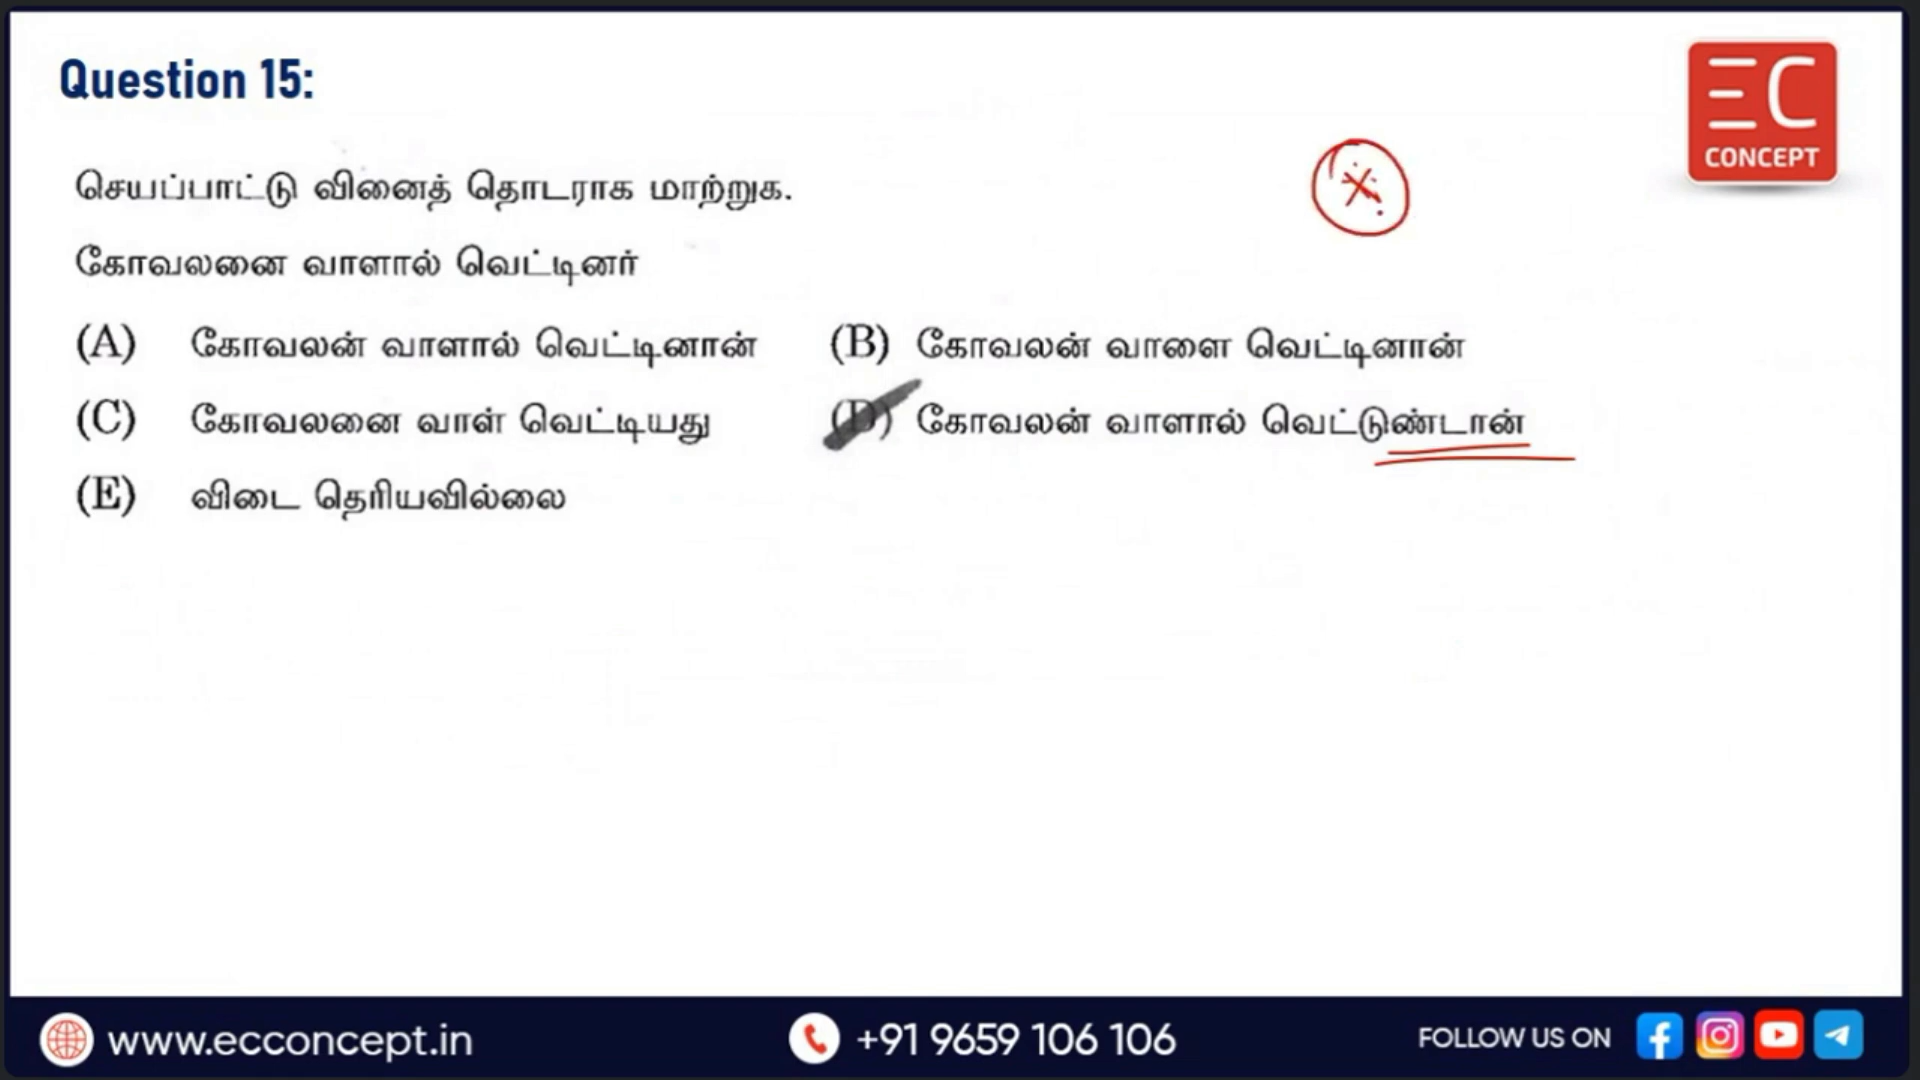 Question 15:
EC
CONCEPT
செயப்பாட்டு வினைத் தொடராக மாற்றுக.
கோவலனை வாளால் வெட்டினர்
(A) கோவலன் வாளால் வெட்டினான் (B) கோவலன் வாளை வெட்டினான்
(C) கோவலனை வாள் வெட்டியது (D) கோவலன் வாளால் வெட்டுண்டான்
(E) விடை தெரியவில்லை
www.ecconcept.in +91 9659 106 106 FOLLOW US ON